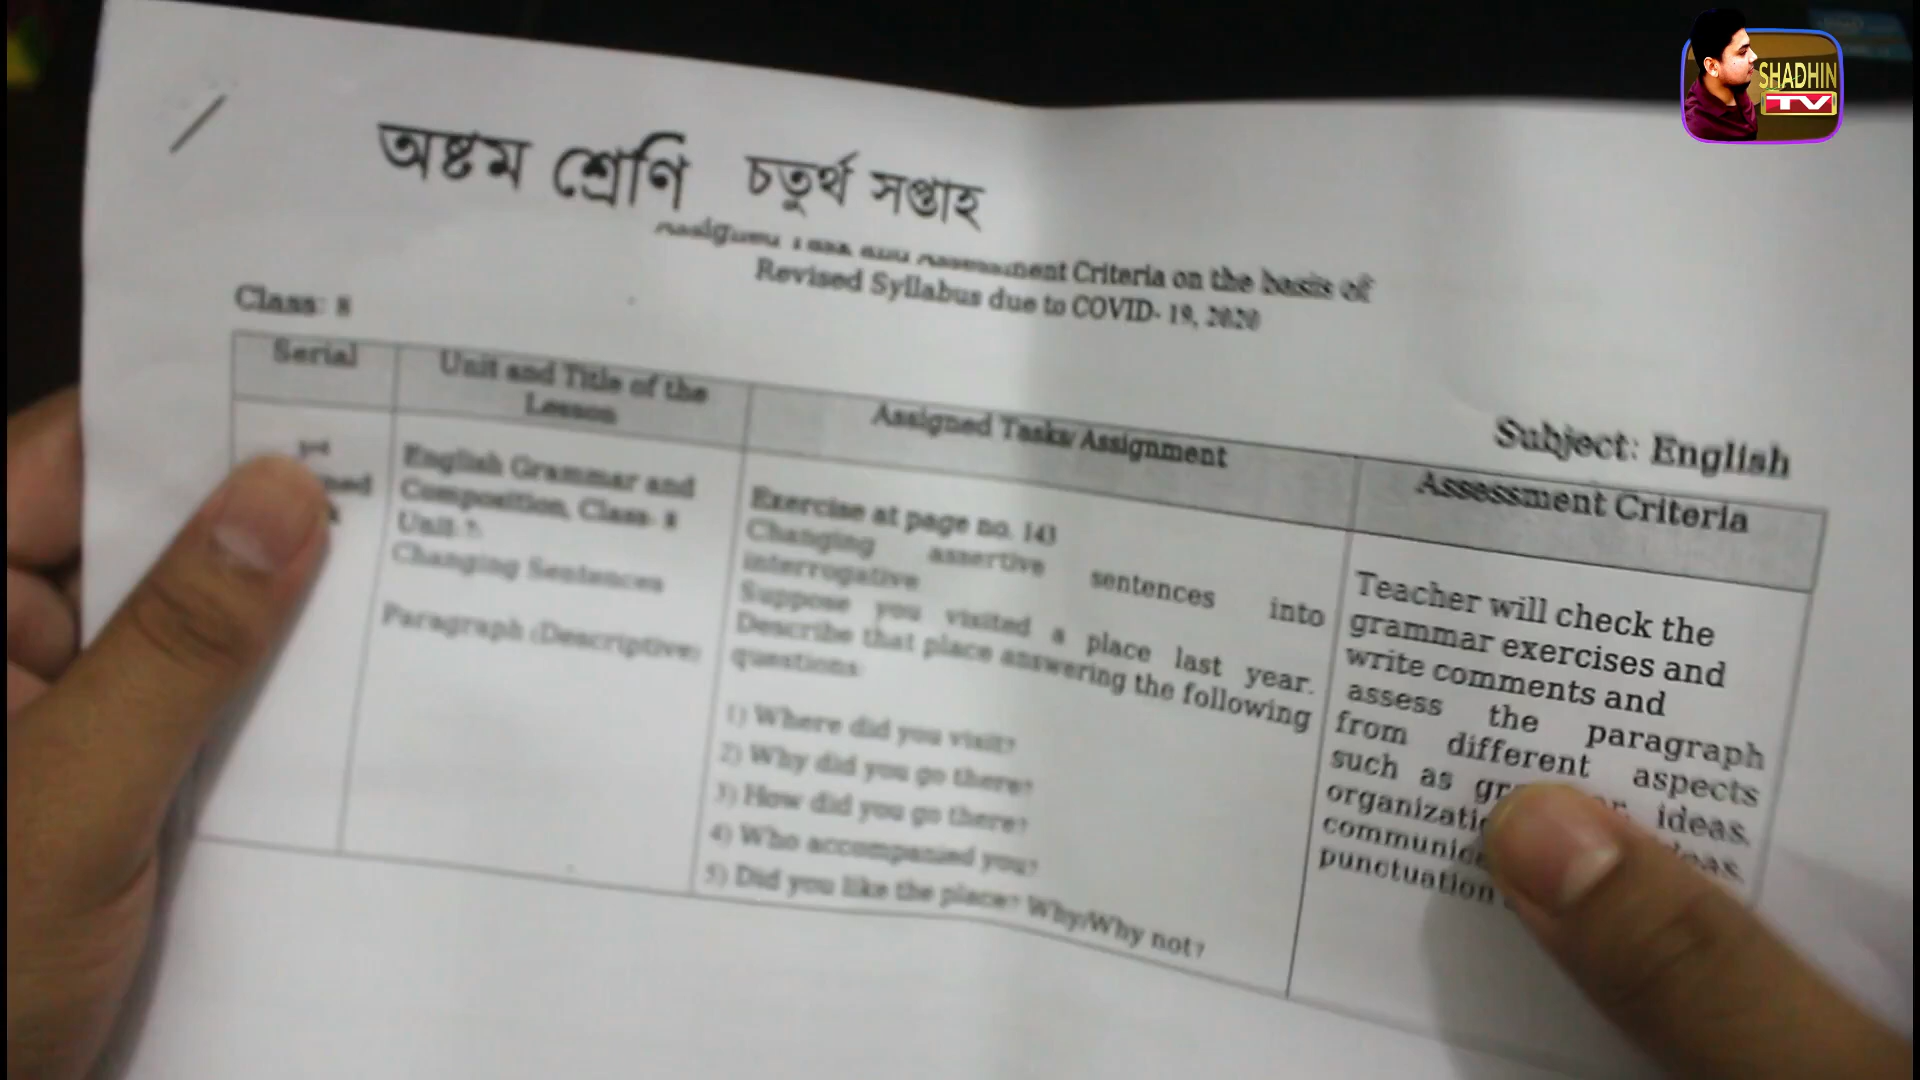 SHADHIN
TV
অষ্টম শ্রেণি চতুর্থ সপ্তাহ
Criteria on the basis of
Revised Syllabus due to COVID- 19, 2020
Class: 8
Subject: English
Serial
Unit and Title of the
Lesson
Assigned Tasks/Assignment
Assessment Criteria
English Grammar and
Composition, Class- 8
Unit-
Changing Sentences
Paragraph (Descriptive)
Exercise at page no. 143
Changing assertive sentences into
interrogative
Suppose you visited a place last year.
Describe that place answering the following
questions:
1) Where did you visit?
2) Why did you go there?
3) How did you go there?
4) Who accompanied you?
5) Did you like the place? Why/Why not?
Teacher will check the
grammar exercises and
write comments and
assess the paragraph
from different aspects
such as ideas,
punctuation